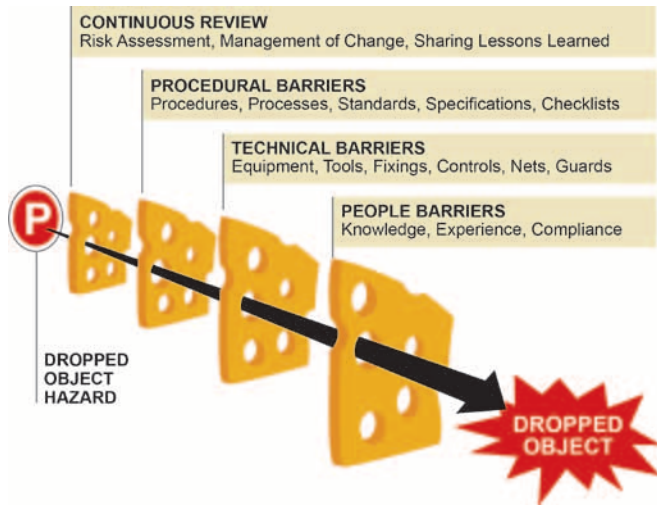 CONTINUOUS REVIEW
Risk Assessment, Management of Change, Sharing Lessons Learned
PROCEDURAL BARRIERS
Procedures, Processes, Standards, Specifications, Checklists
TECHNICAL BARRIERS
Equipment, Tools, Fixings, Controls, Nets, Guards
PEOPLE BARRIERS
Knowledge, Experience, Compliance
P
DROPPED
OBJECT
HAZARD
DROPPED
OBJECT